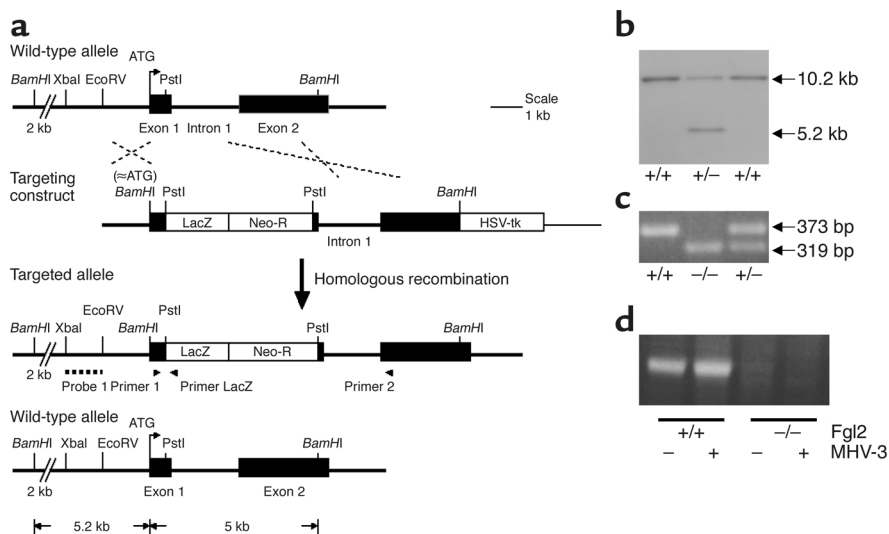 a
Wild-type allele
ATG
BamHI XbaI EcoRV PstI BamHI
2 kb Exon 1 Intron 1 Exon 2
Scale
1 kb
(≈ATG)
Targeting
construct
BamHI PstI PstI BamHI
LacZ Neo-R HSV-tk
Intron 1
Homologous recombination
Targeted allele
EcoRV PstI
BamHI XbaI BamHI PstI BamHI
LacZ Neo-R
2 kb Probe 1 Primer 1 Primer LacZ Primer 2
Wild-type allele
ATG
BamHI XbaI EcoRV PstI BamHI
2 kb Exon 1 Exon 2
5.2 kb 5 kb
b
10.2 kb
5.2 kb
+/+ +/− +/+
c
373 bp
319 bp
+/+ −/− +/−
d
+/+ −/− Fgl2
− + − + MHV-3